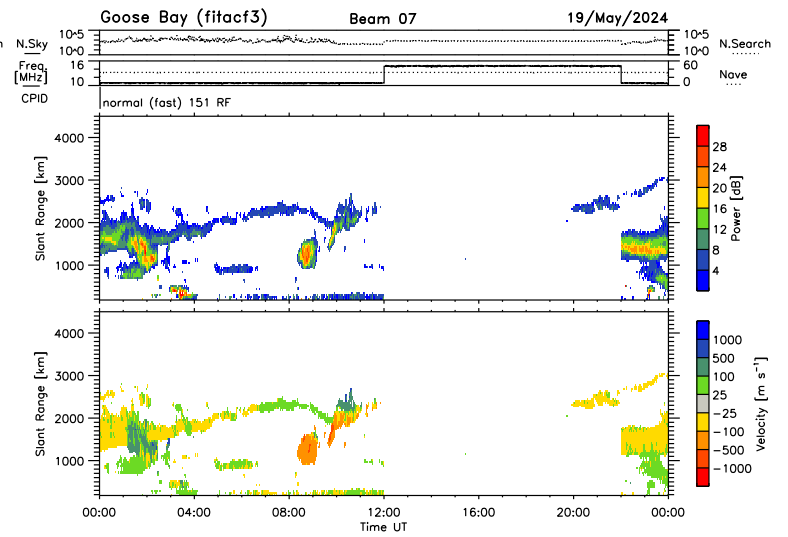 Goose Bay (fitacf3) Beam 07 19/May/2024
n N.Sky 10^5 10^0 10^5 10^0 N.Search
Freq. [MHz] 16 10 60 0 Nave
CPID normal (fast) 151 RF
Slant Range [km] 4000 3000 2000 1000
Power [dB] 28 24 20 16 12 8 4
Slant Range [km] 4000 3000 2000 1000
Velocity [m s⁻¹] 1000 500 100 25 −25 −100 −500 −1000
00:00 04:00 08:00 12:00 16:00 20:00 00:00
Time UT